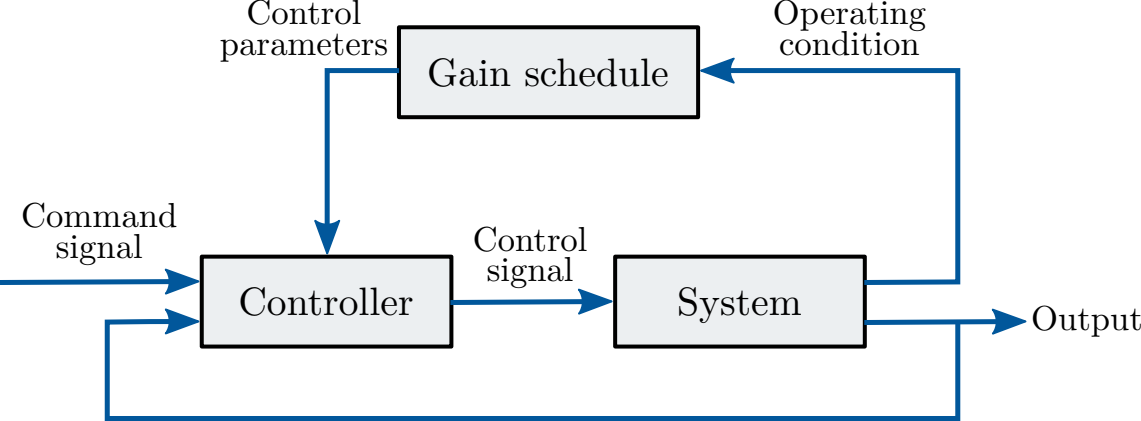 Control
parameters
Operating
condition
Gain schedule
Command
signal
Control
signal
Controller
System
Output